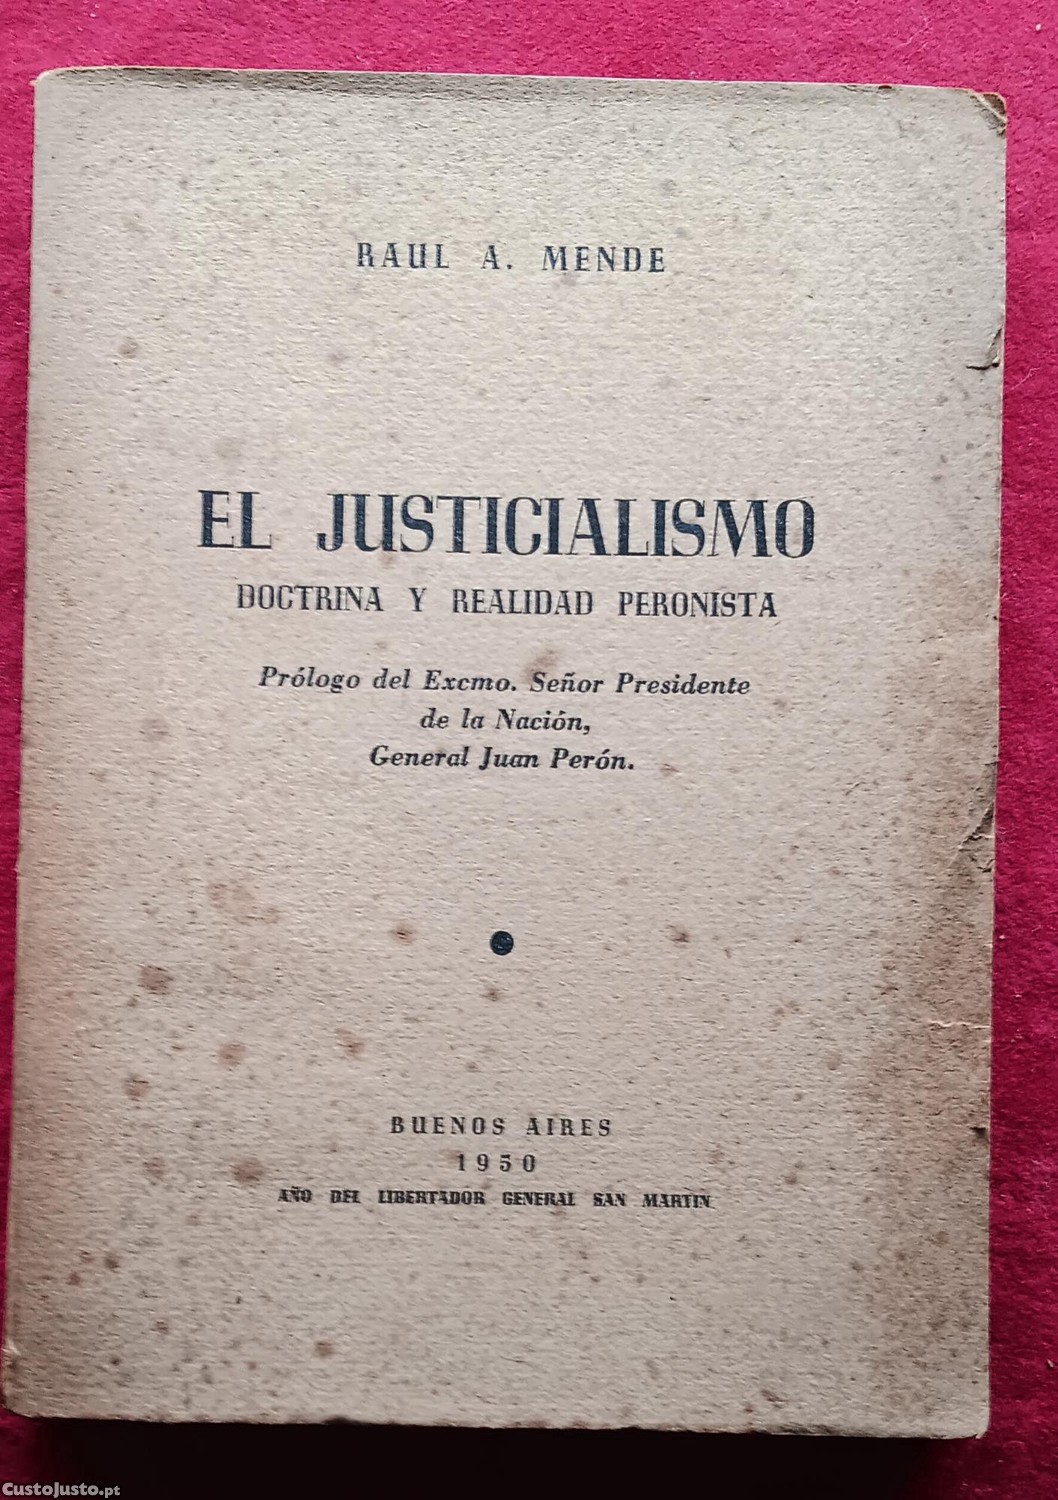 RAUL A. MENDE
EL JUSTICIALISMO
DOCTRINA Y REALIDAD PERONISTA
Prólogo del Excmo. Señor Presidente
de la Nación,
General Juan Perón.
BUENOS AIRES
1950
AÑO DEL LIBERTADOR GENERAL SAN MARTIN
CustoJusto.pt